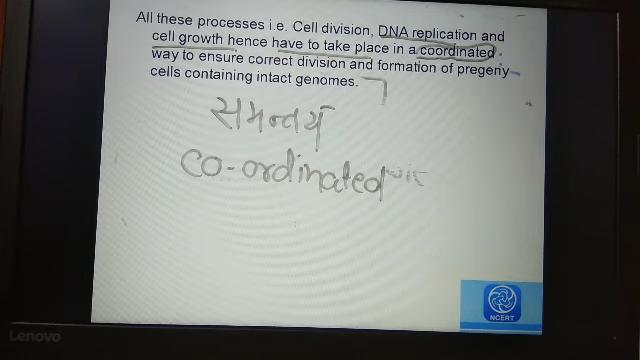 All these processes i.e. Cell division, DNA replication and
cell growth hence have to take place in a coordinated
way to ensure correct division and formation of pregeny
cells containing intact genomes.
समन्वय
co-ordinated
NCERT
Lenovo